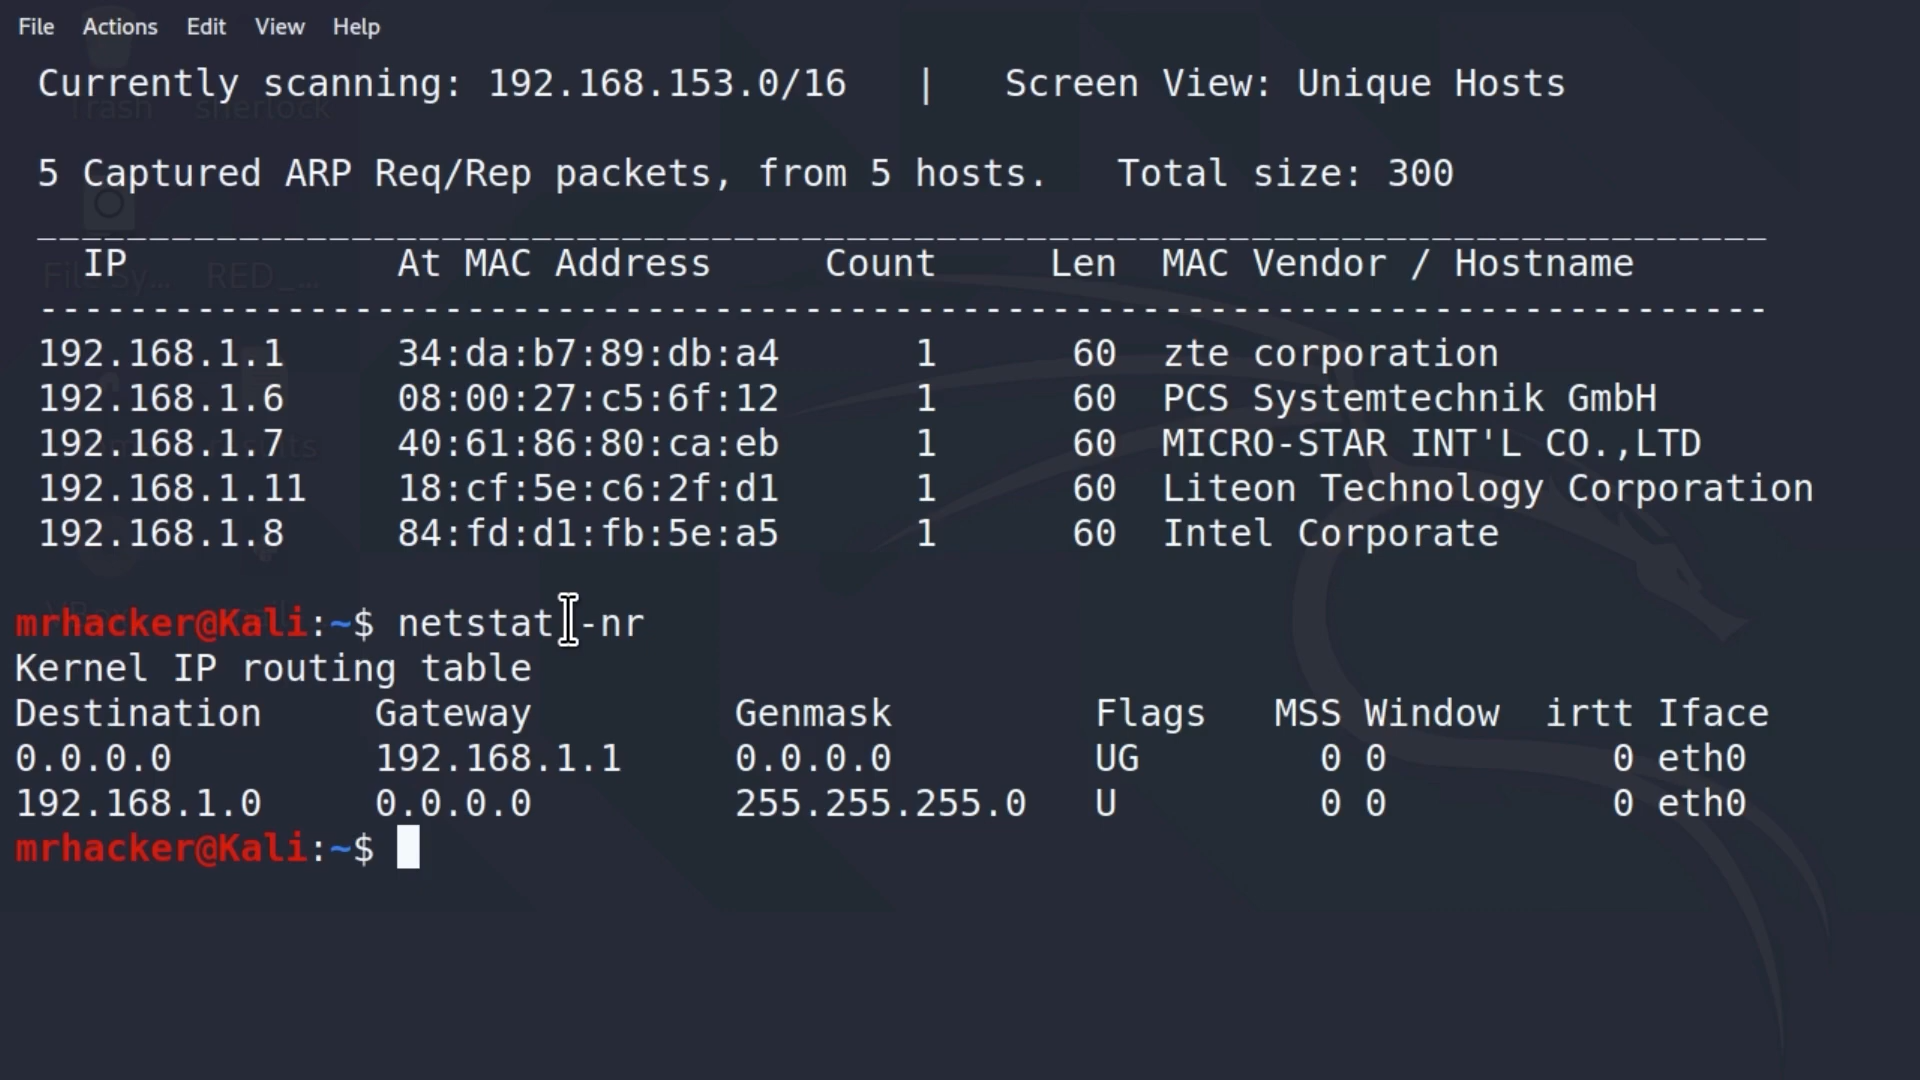 File Actions Edit View Help
Currently scanning: 192.168.153.0/16 | Screen View: Unique Hosts
5 Captured ARP Req/Rep packets, from 5 hosts. Total size: 300
_____________________________________________________________________________
IP At MAC Address Count Len MAC Vendor / Hostname
-----------------------------------------------------------------------------
192.168.1.1 34:da:b7:89:db:a4 1 60 zte corporation
192.168.1.6 08:00:27:c5:6f:12 1 60 PCS Systemtechnik GmbH
192.168.1.7 40:61:86:80:ca:eb 1 60 MICRO-STAR INT'L CO.,LTD
192.168.1.11 18:cf:5e:c6:2f:d1 1 60 Liteon Technology Corporation
192.168.1.8 84:fd:d1:fb:5e:a5 1 60 Intel Corporate
mrhacker@Kali:~$ netstat -nr
Kernel IP routing table
Destination Gateway Genmask Flags MSS Window irtt Iface
0.0.0.0 192.168.1.1 0.0.0.0 UG 0 0 0 eth0
192.168.1.0 0.0.0.0 255.255.255.0 U 0 0 0 eth0
mrhacker@Kali:~$
Trash sherlock